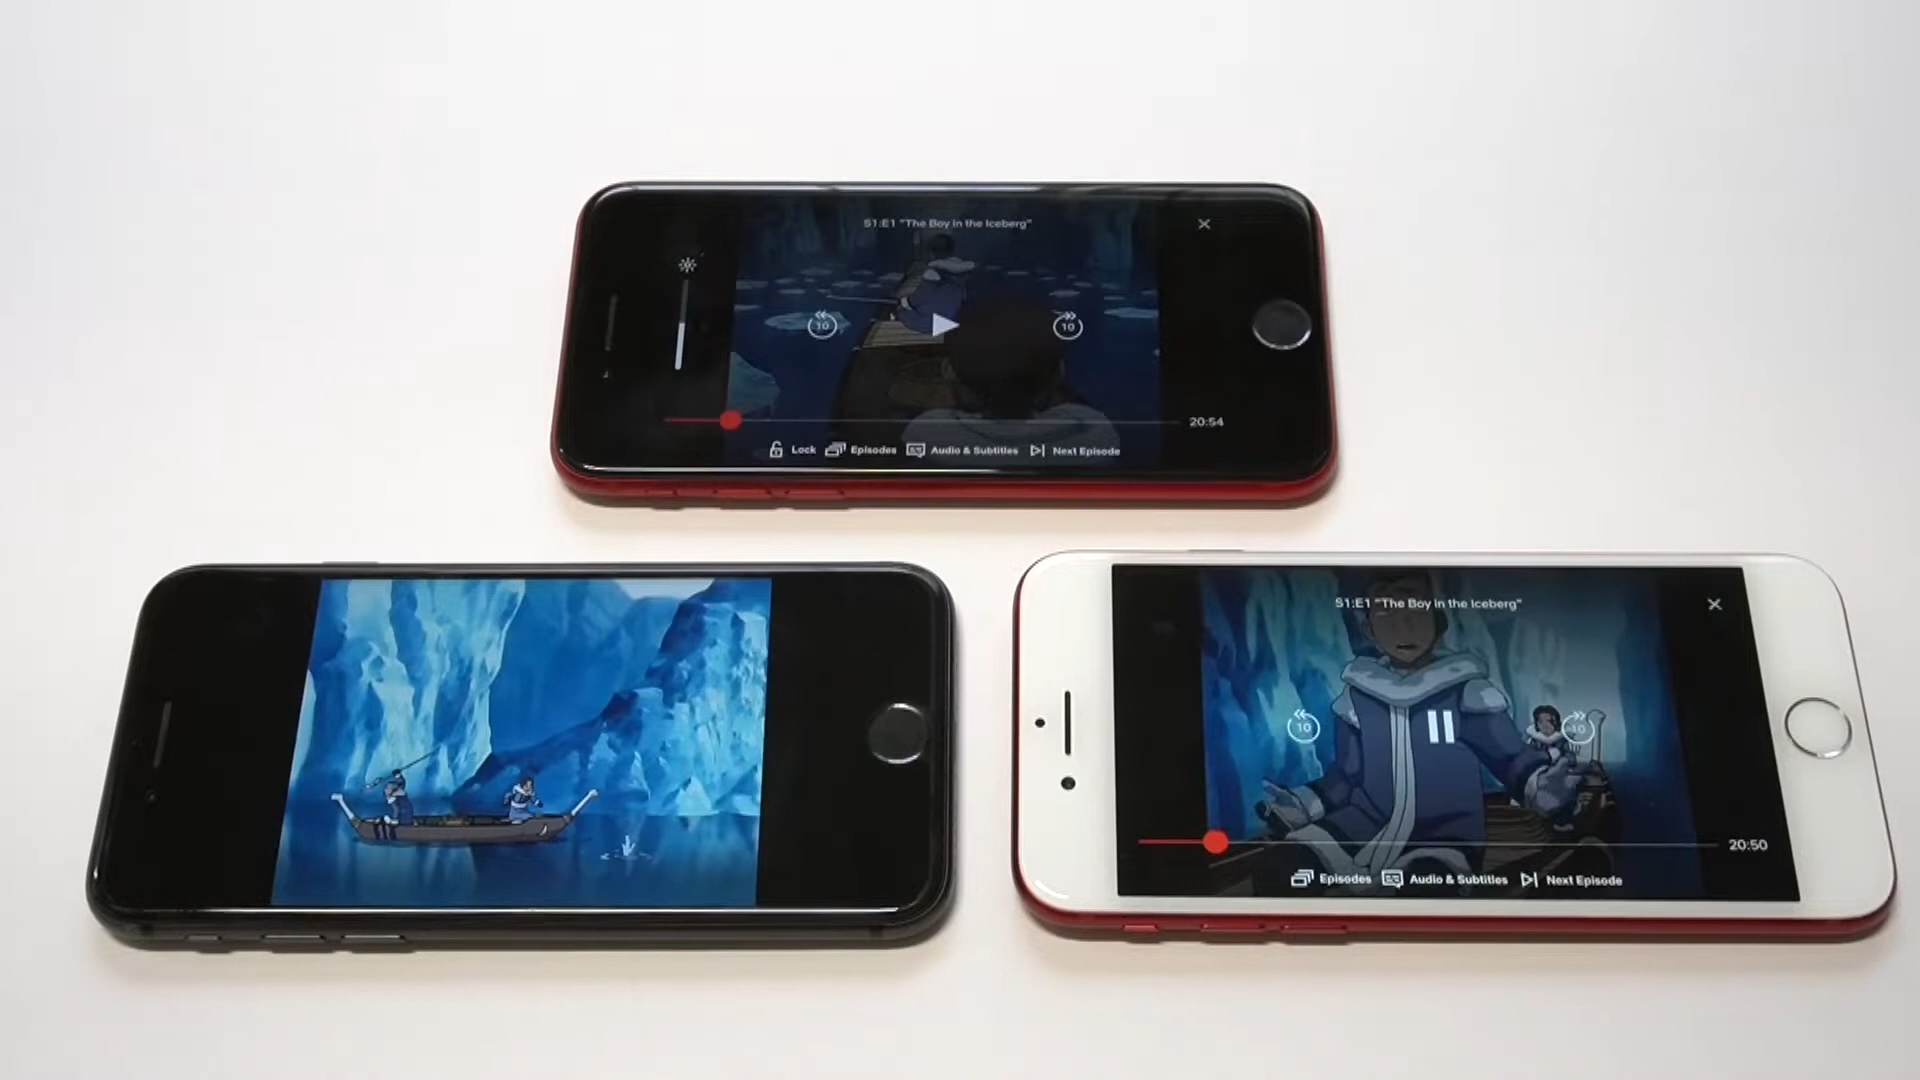 S1:E1 "The Boy in the Iceberg"
10
10
20:54
Lock Episodes Audio & Subtitles Next Episode
S1:E1 "The Boy in the Iceberg"
10
10
20:50
Episodes Audio & Subtitles Next Episode